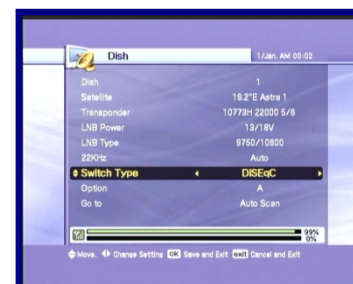 Dish
1/Jan. AM 00:02
Dish 1
Satellite 19.2°E Astra 1
Transponder 10773H 22000 5/6
LNB Power 13/18V
LNB Type 9750/10600
22KHz Auto
Switch Type DISEqC
Option A
Go to Auto Scan
99%
0%
Move. Change Setting OK Save and Exit exit Cancel and Exit